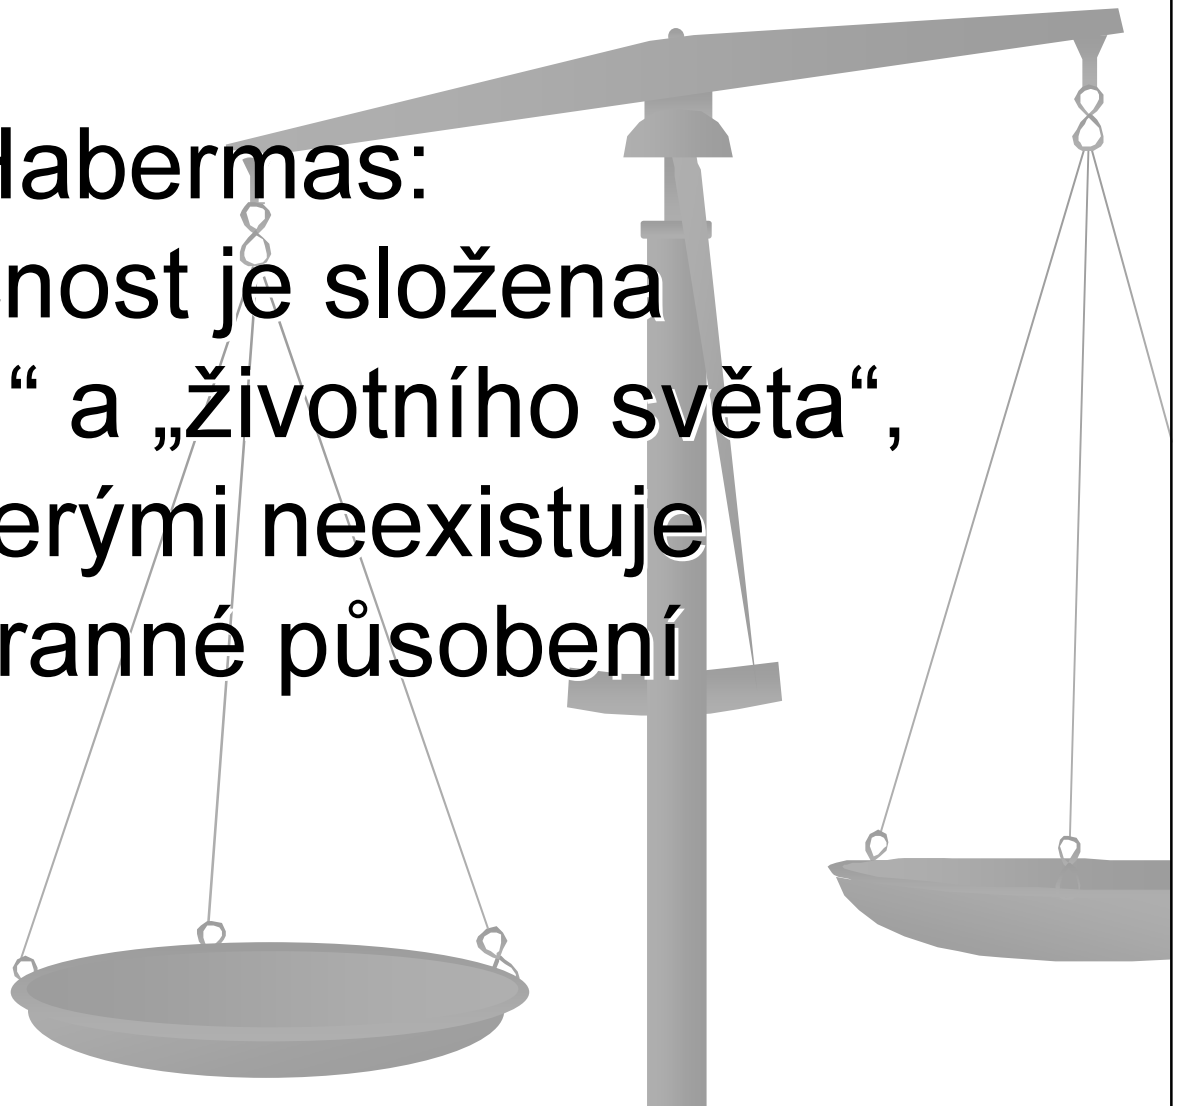 Habermas:
nost je složena
“ a „životního světa“,
erými neexistuje
ranné působení